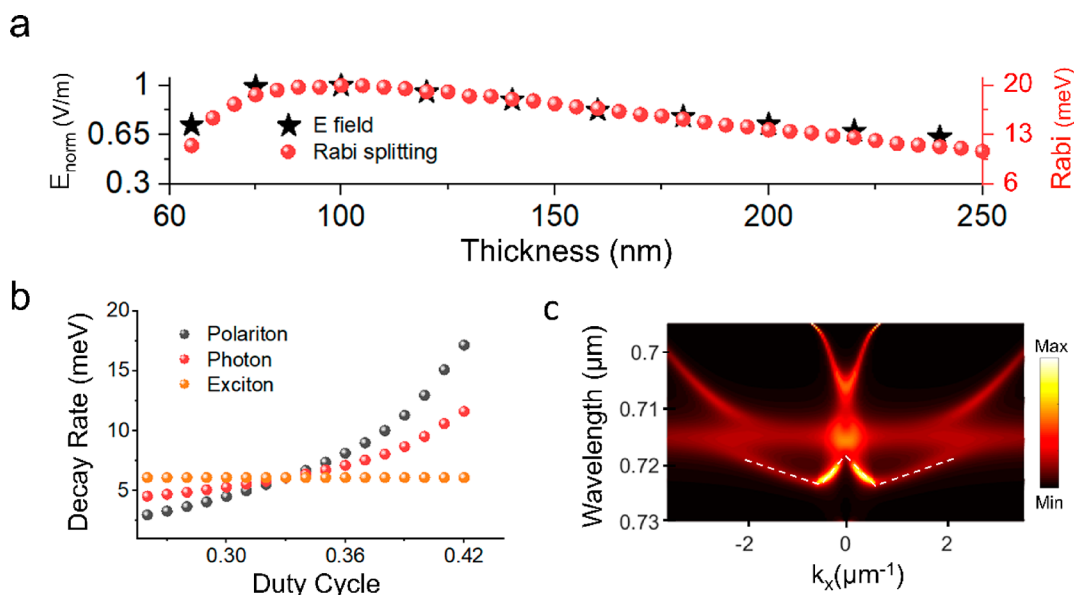 a
E norm (V/m)
1
0.65
0.3
E field
Rabi splitting
20
13
6
Rabi (meV)
60
100
150
200
250
Thickness (nm)
b
Decay Rate (meV)
20
15
10
5
Polariton
Photon
Exciton
0.30
0.36
0.42
Duty Cycle
c
Wavelength (µm)
0.7
0.71
0.72
0.73
-2
0
2
kx(µm-1)
Max
Min